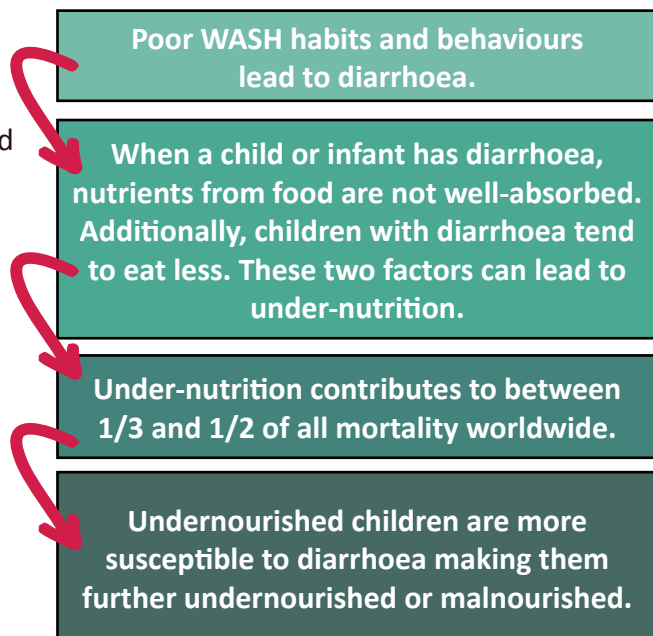 Poor WASH habits and behaviours
lead to diarrhoea.
d
When a child or infant has diarrhoea,
nutrients from food are not well-absorbed.
Additionally, children with diarrhoea tend
to eat less. These two factors can lead to
under-nutrition.
Under-nutrition contributes to between
1/3 and 1/2 of all mortality worldwide.
Undernourished children are more
susceptible to diarrhoea making them
further undernourished or malnourished.